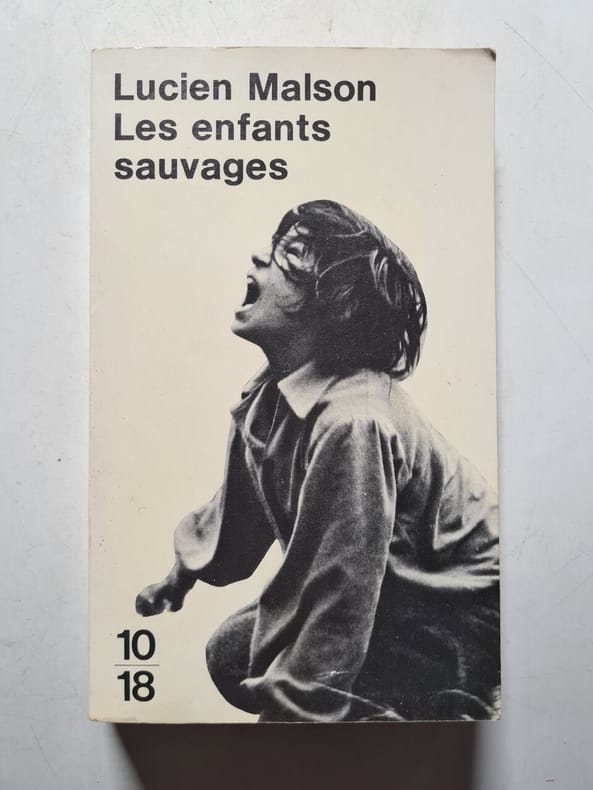 Lucien Malson
Les enfants
sauvages
10
18